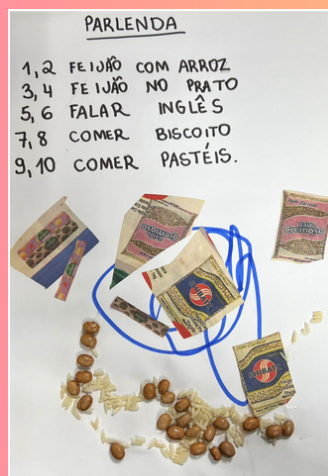 PARLENDA
1,2 FEIJÃO COM ARROZ
3,4 FEIJÃO NO PRATO
5,6 FALAR INGLÊS
7,8 COMER BISCOITO
9,10 COMER PASTÉIS.